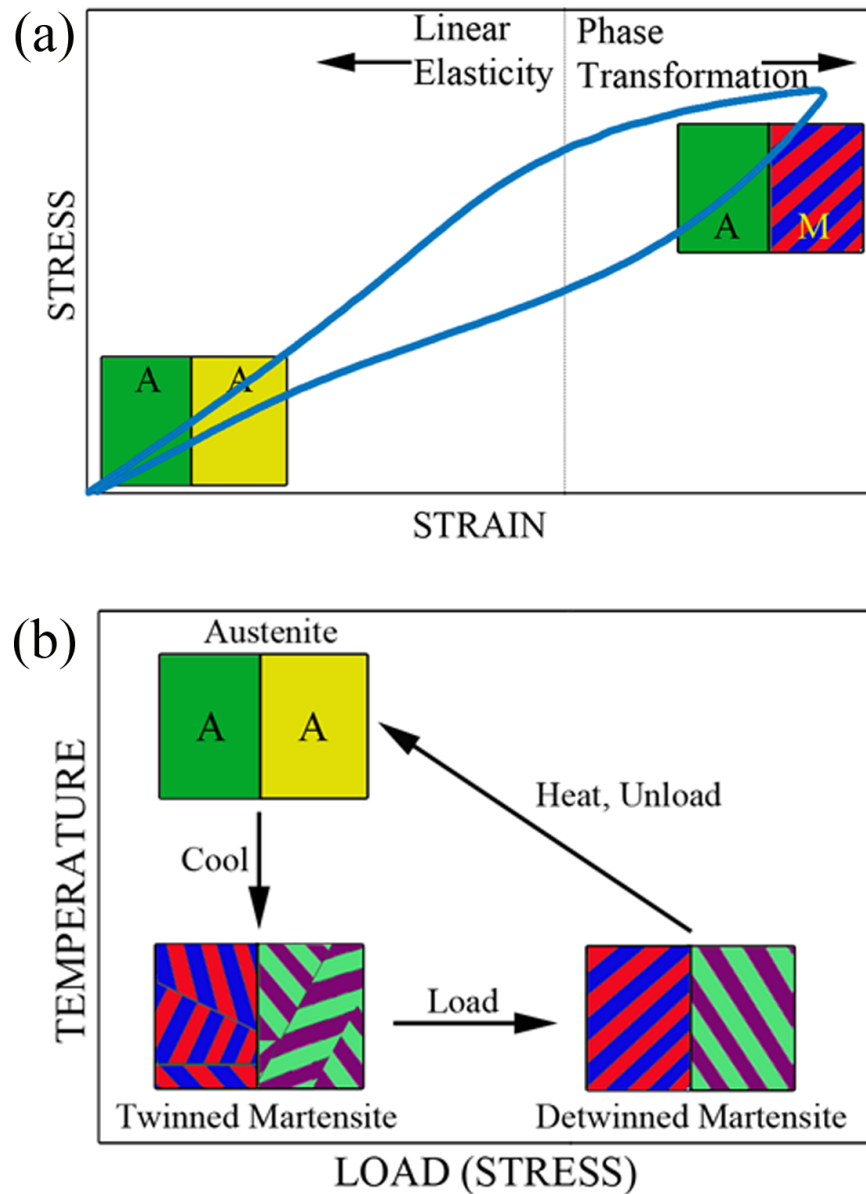 (a)
Linear
Elasticity
Phase
Transformation
STRESS
A M
A A
STRAIN
(b)
Austenite
A A
TEMPERATURE
Heat, Unload
Cool
Load
Twinned Martensite
Detwinned Martensite
LOAD (STRESS)